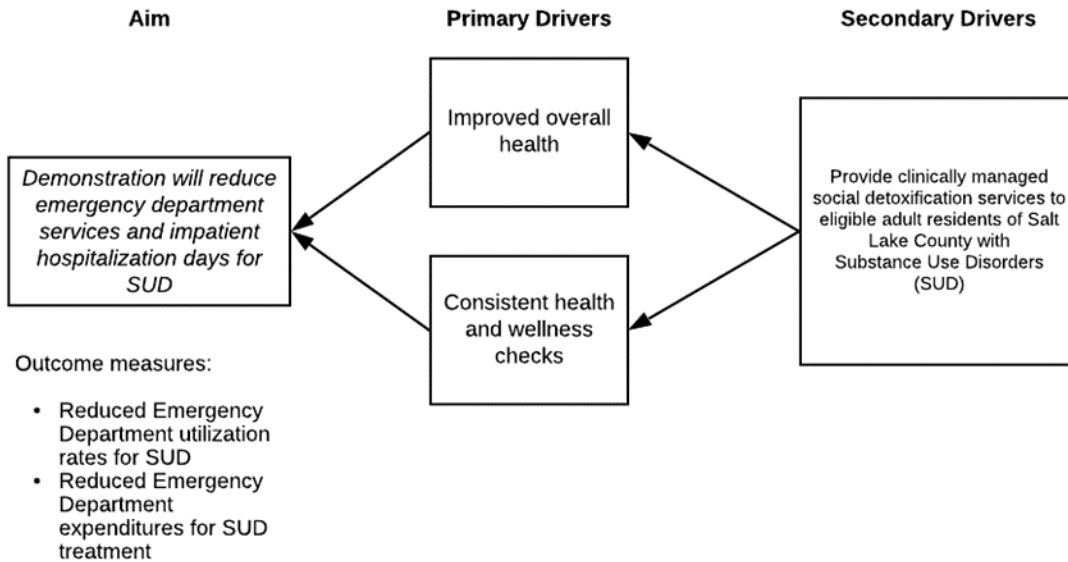 Aim
Primary Drivers
Secondary Drivers
Demonstration will reduce
emergency department
services and impatient
hospitalization days for
SUD
Improved overall
health
Consistent health
and wellness
checks
Provide clinically managed
social detoxification services to
eligible adult residents of Salt
Lake County with
Substance Use Disorders
(SUD)
Outcome measures:
• Reduced Emergency
Department utilization
rates for SUD
• Reduced Emergency
Department
expenditures for SUD
treatment